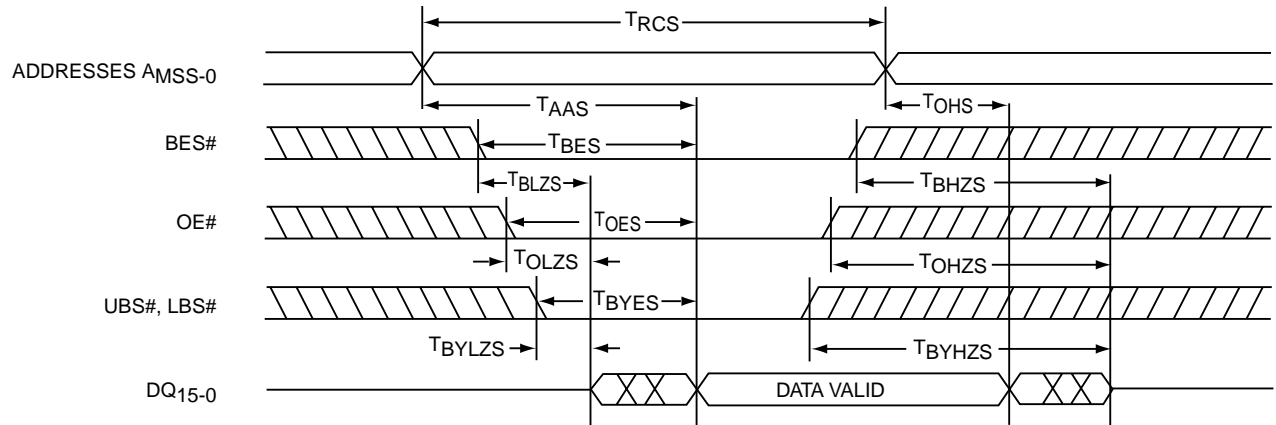 TRCS
ADDRESSES AMSS-0
TAAS
TOHS
BES#
TBES
TBLZS
TBHZS
OE#
TOES
TOLZS
TOHZS
UBS#, LBS#
TBYES
TBYLZS
TBYHZS
DQ15-0
DATA VALID